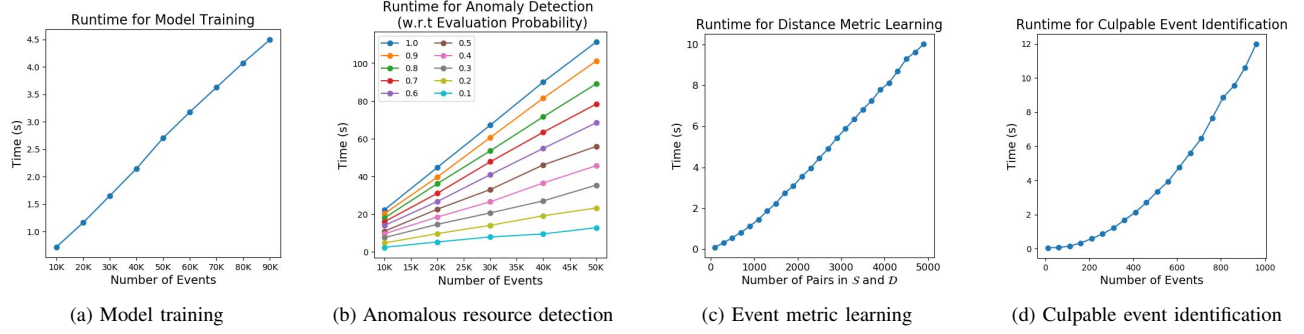 Runtime for Model Training
Time (s)
4.5
4.0
3.5
3.0
2.5
2.0
1.5
1.0
10K 20K 30K 40K 50K 60K 70K 80K 90K
Number of Events
(a) Model training
Runtime for Anomaly Detection
(w.r.t Evaluation Probability)
Time (s)
100
80
60
40
20
0
1.0 0.5
0.9 0.4
0.8 0.3
0.7 0.2
0.6 0.1
10K 15K 20K 25K 30K 35K 40K 45K 50K
Number of Events
(b) Anomalous resource detection
Runtime for Distance Metric Learning
Time (s)
10
8
6
4
2
0
0 1000 2000 3000 4000 5000
Number of Pairs in S and D
(c) Event metric learning
Runtime for Culpable Event Identification
Time (s)
12
10
8
6
4
2
0
0 200 400 600 800 1000
Number of Events
(d) Culpable event identification